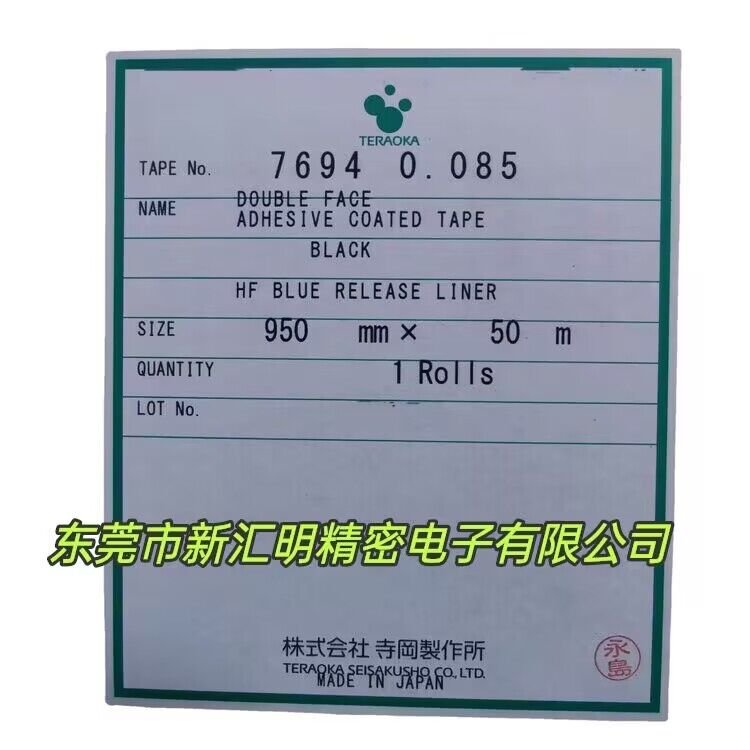 TERAOKA
TAPE No. 7694 0.085
NAME DOUBLE FACE
ADHESIVE COATED TAPE
BLACK
HF BLUE RELEASE LINER
SIZE 950 mm × 50 m
QUANTITY 1 Rolls
LOT No.
东莞市新汇明精密电子有限公司
株式会社 寺岡製作所
TERAOKA SEISAKUSHO CO., LTD.
MADE IN JAPAN
永島